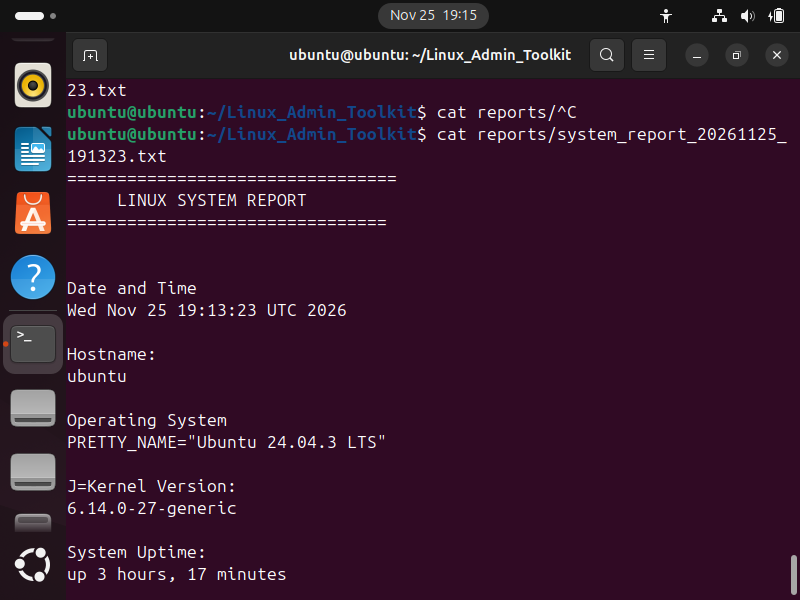 Nov 25 19:15
ubuntu@ubuntu: ~/Linux_Admin_Toolkit
23.txt
ubuntu@ubuntu:~/Linux_Admin_Toolkit$ cat reports/^C
ubuntu@ubuntu:~/Linux_Admin_Toolkit$ cat reports/system_report_20261125_
191323.txt
=================================
     LINUX SYSTEM REPORT
================================
Date and Time
Wed Nov 25 19:13:23 UTC 2026
Hostname:
ubuntu
Operating System
PRETTY_NAME="Ubuntu 24.04.3 LTS"
J=Kernel Version:
6.14.0-27-generic
System Uptime:
up 3 hours, 17 minutes